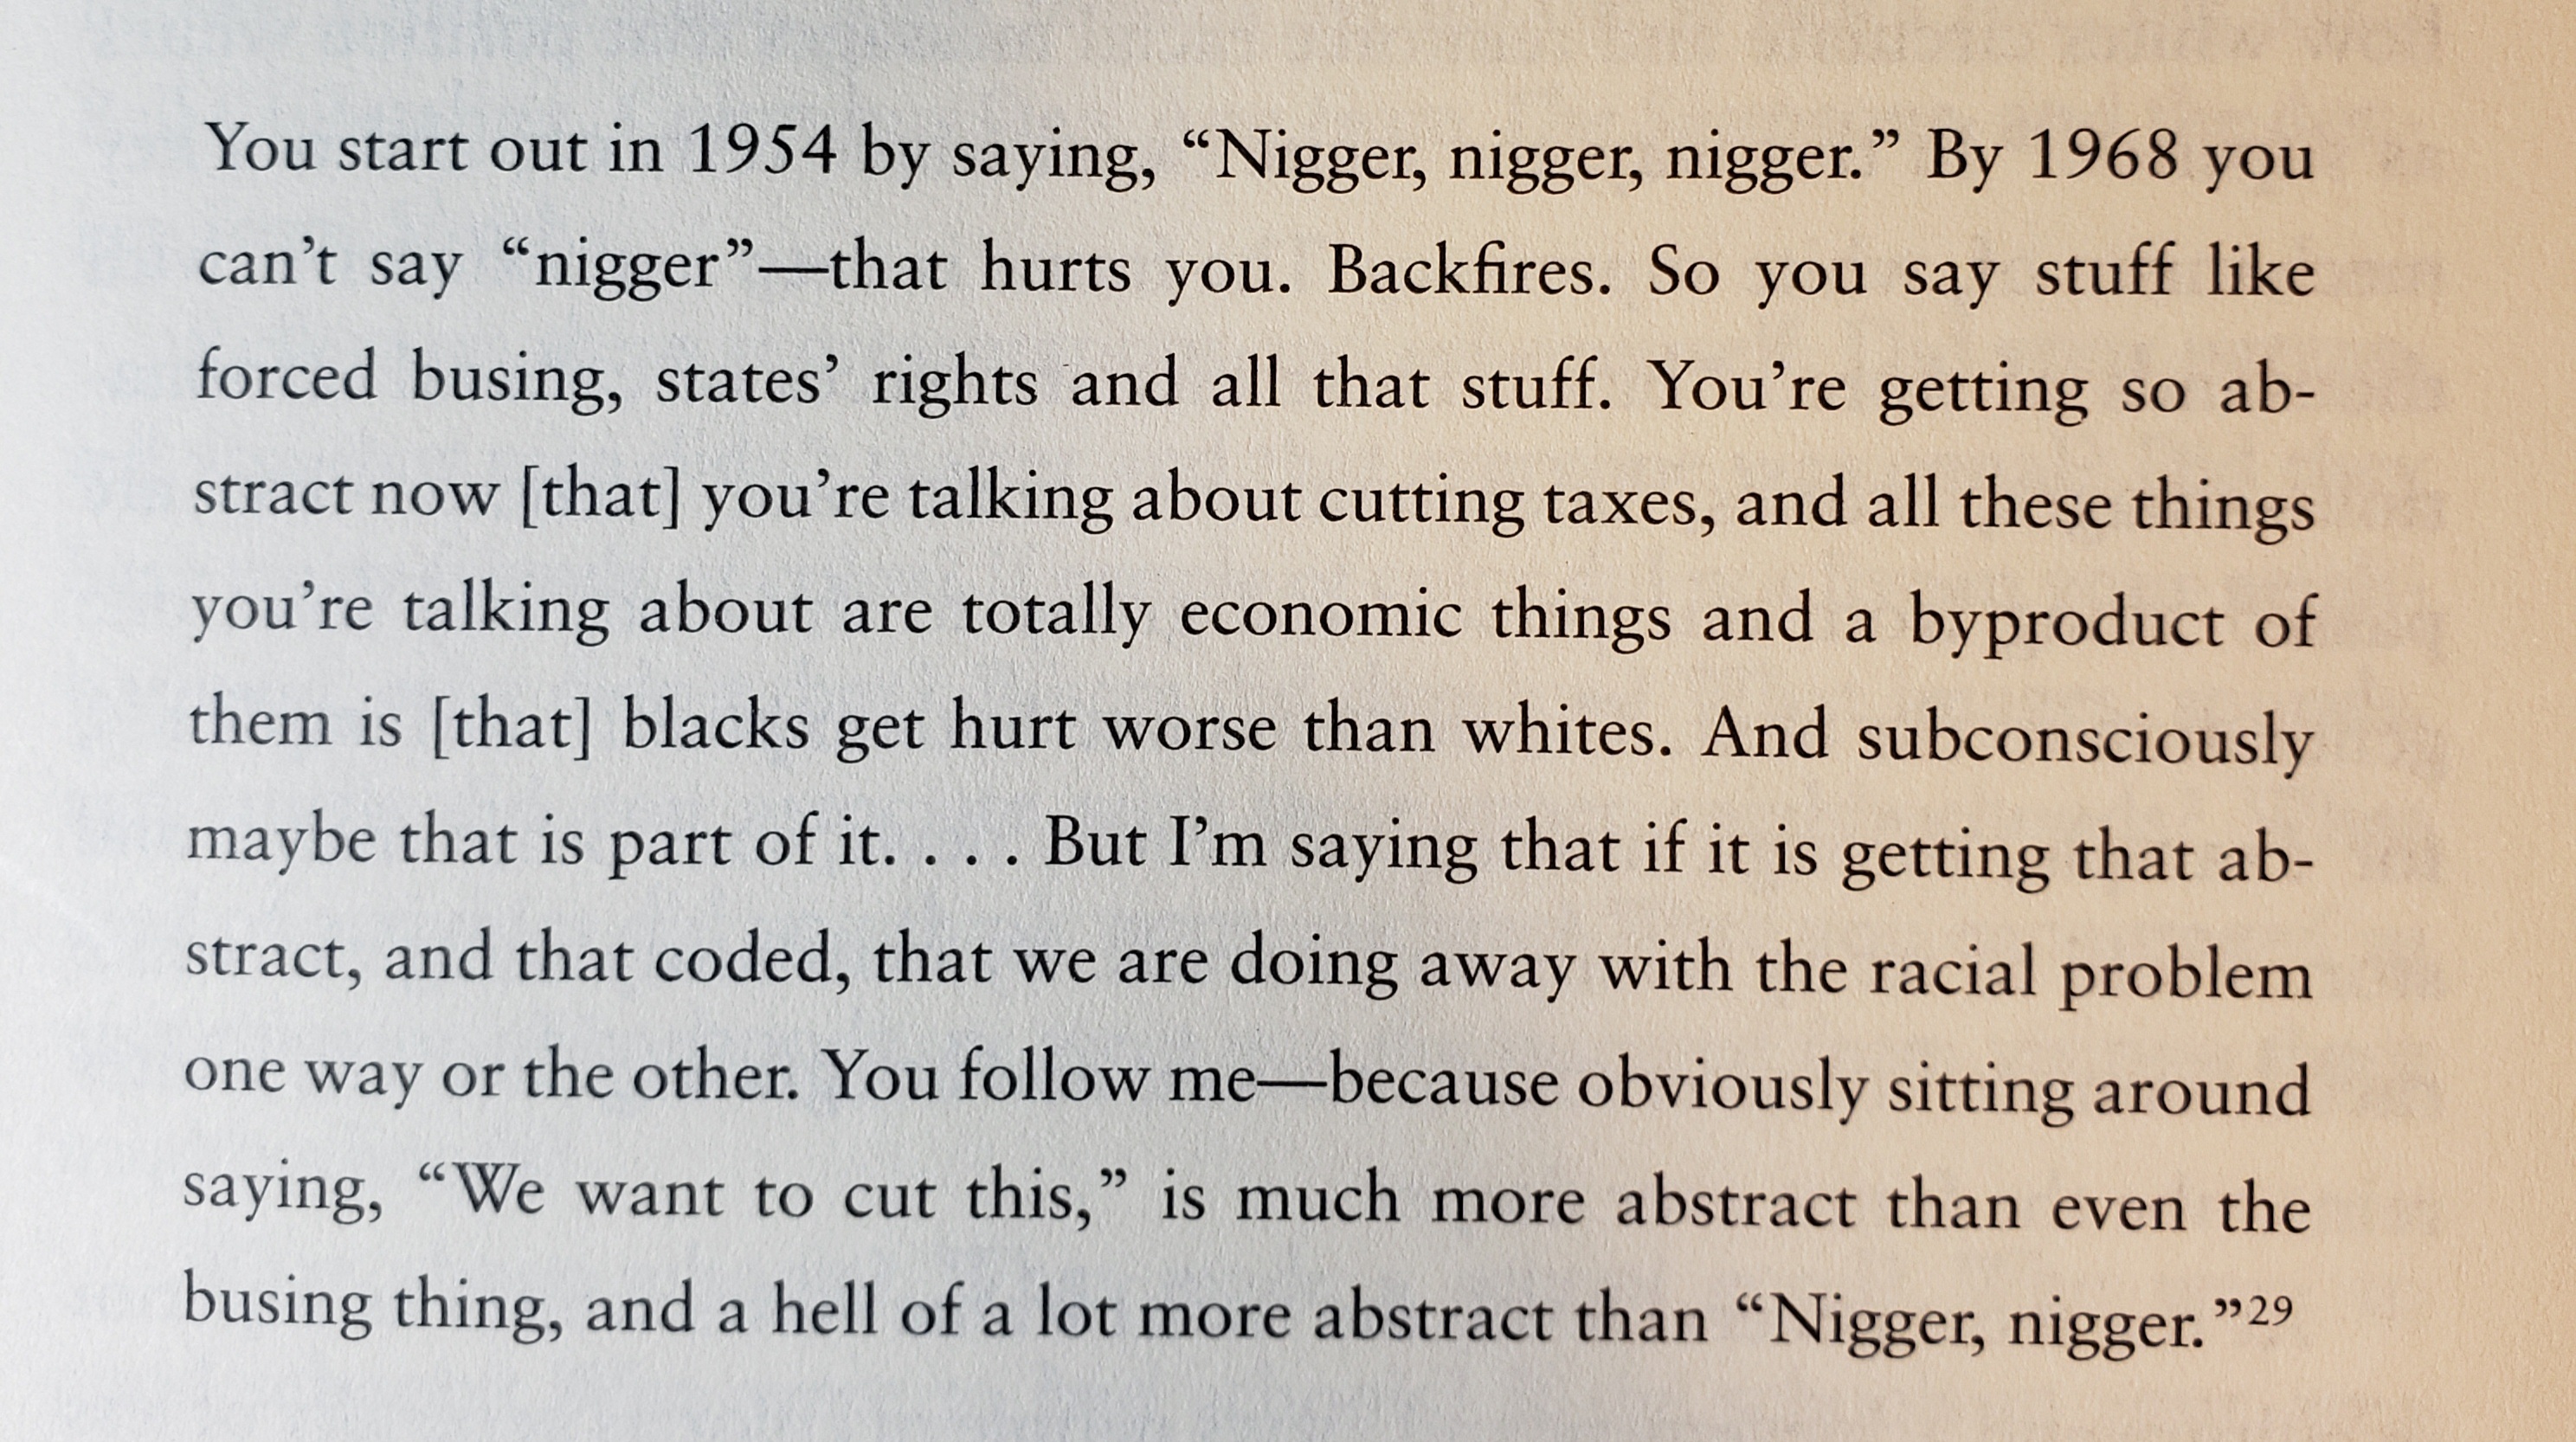 You start out in 1954 by saying, “Nigger, nigger, nigger.” By 1968 you
can’t say “nigger”—that hurts you. Backfires. So you say stuff like
forced busing, states’ rights and all that stuff. You’re getting so ab-
stract now [that] you’re talking about cutting taxes, and all these things
you’re talking about are totally economic things and a byproduct of
them is [that] blacks get hurt worse than whites. And subconsciously
maybe that is part of it. . . . But I’m saying that if it is getting that ab-
stract, and that coded, that we are doing away with the racial problem
one way or the other. You follow me—because obviously sitting around
saying, “We want to cut this,” is much more abstract than even the
busing thing, and a hell of a lot more abstract than “Nigger, nigger.”29